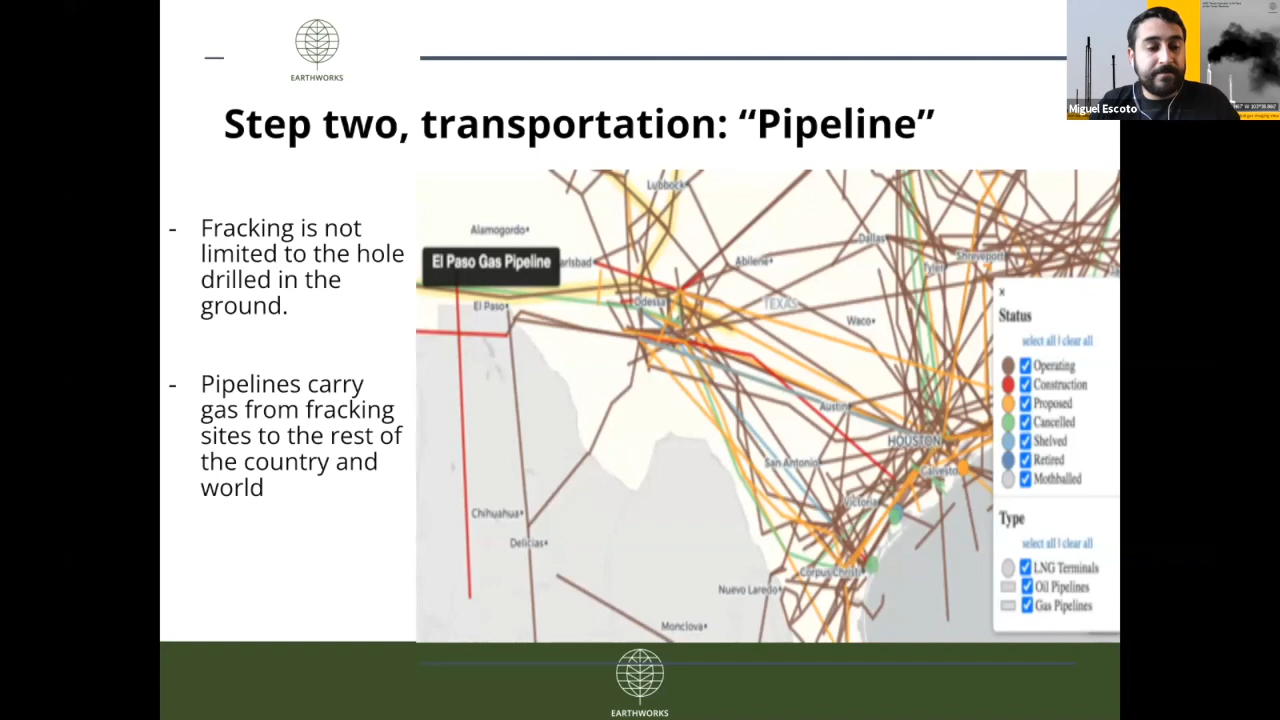 EARTHWORKS
Miguel Escoto
Step two, transportation: “Pipeline”
- Fracking is not
limited to the hole
drilled in the
ground.
- Pipelines carry
gas from fracking
sites to the rest of
the country and
world
Lubbock
Alamogordo
Dallas
El Paso Gas Pipeline
arlsbad
Abilene
Tyler
Shreveport
Odessa
TEXAS
El Paso
Waco
Austin
HOUSTON
San Antonio
Galvesto
Victoria
Chihuahua
Delicias
Corpus Christi
Nuevo Laredo
Monclova
x
Status
select all | clear all
Operating
Construction
Proposed
Cancelled
Shelved
Retired
Mothballed
Type
select all | clear all
LNG Terminals
Oil Pipelines
Gas Pipelines
EARTHWORKS